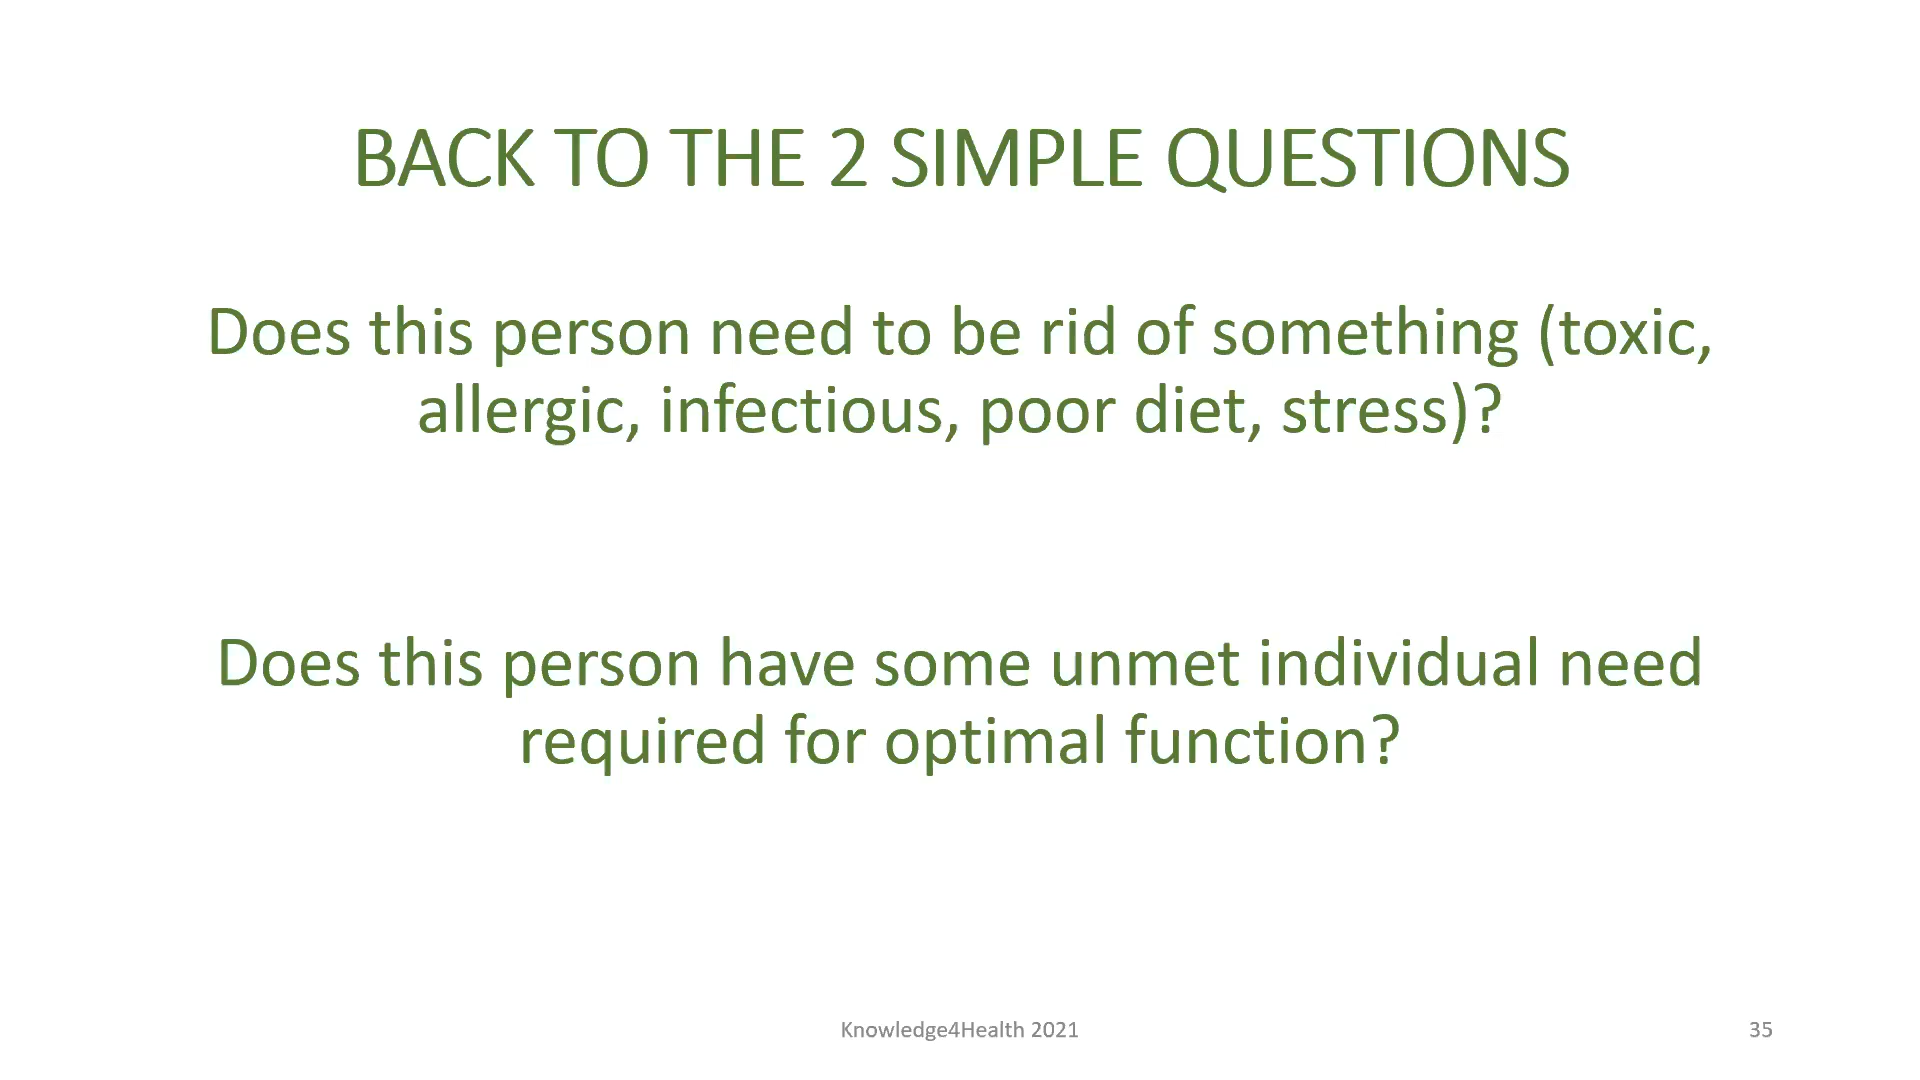 BACK TO THE 2 SIMPLE QUESTIONS
Does this person need to be rid of something (toxic,
allergic, infectious, poor diet, stress)?
Does this person have some unmet individual need
required for optimal function?
Knowledge4Health 2021
35